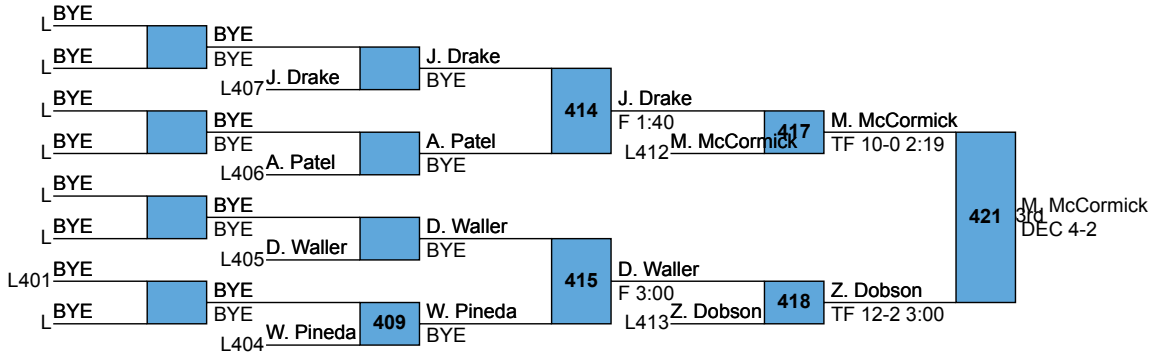 L BYE
L BYE
BYE
BYE
L407 J. Drake
J. Drake
BYE
L BYE
L BYE
BYE
BYE
L406 A. Patel
A. Patel
BYE
414
J. Drake
F 1:40
L412 M. McCormick
417
M. McCormick
TF 10-0 2:19
L BYE
L BYE
BYE
BYE
L405 D. Waller
D. Waller
BYE
L401 BYE
L BYE
BYE
BYE
L404 W. Pineda
409
W. Pineda
BYE
415
D. Waller
F 3:00
L413 Z. Dobson
418
Z. Dobson
TF 12-2 3:00
421
3rd
M. McCormick
DEC 4-2